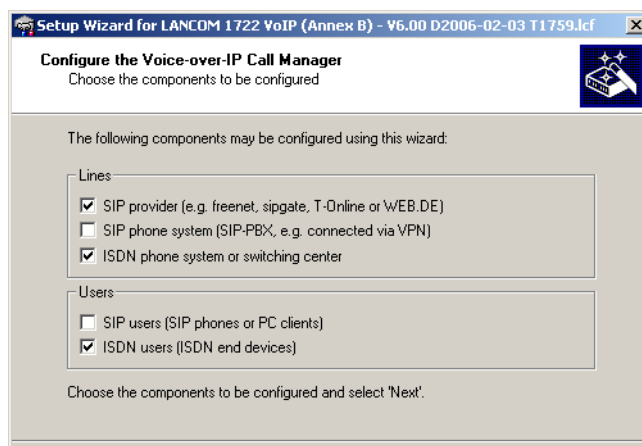 Setup Wizard for LANCOM 1722 VoIP (Annex B) - V6.00 D2006-02-03 T1759.lcf
Configure the Voice-over-IP Call Manager
Choose the components to be configured
The following components may be configured using this wizard:
Lines
SIP provider (e.g. freenet, sipgate, T-Online or WEB.DE)
SIP phone system (SIP-PBX, e.g. connected via VPN)
ISDN phone system or switching center
Users
SIP users (SIP phones or PC clients)
ISDN users (ISDN end devices)
Choose the components to be configured and select 'Next'.